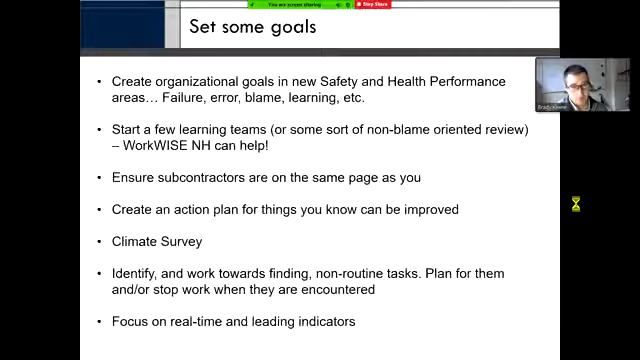 You are screen sharing
Stop Share
Set some goals
• Create organizational goals in new Safety and Health Performance
areas… Failure, error, blame, learning, etc.
• Start a few learning teams (or some sort of non-blame oriented review)
– WorkWISE NH can help!
• Ensure subcontractors are on the same page as you
• Create an action plan for things you know can be improved
• Climate Survey
• Identify, and work towards finding, non-routine tasks. Plan for them
and/or stop work when they are encountered
• Focus on real-time and leading indicators
Brady